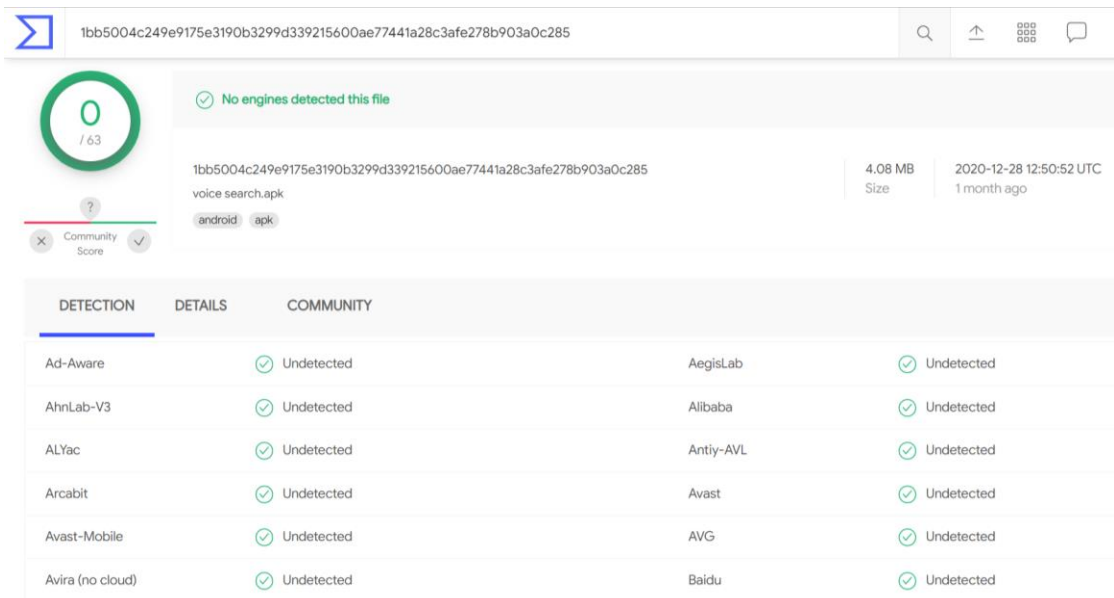 1bb5004c249e9175e3190b3299d339215600ae77441a28c3afe278b903a0c285
0
/ 63
No engines detected this file
1bb5004c249e9175e3190b3299d339215600ae77441a28c3afe278b903a0c285
voice search.apk
android apk
4.08 MB
Size
2020-12-28 12:50:52 UTC
1 month ago
?
Community
Score
DETECTION DETAILS COMMUNITY
Ad-Aware Undetected AegisLab Undetected
AhnLab-V3 Undetected Alibaba Undetected
ALYac Undetected Antiy-AVL Undetected
Arcabit Undetected Avast Undetected
Avast-Mobile Undetected AVG Undetected
Avira (no cloud) Undetected Baidu Undetected